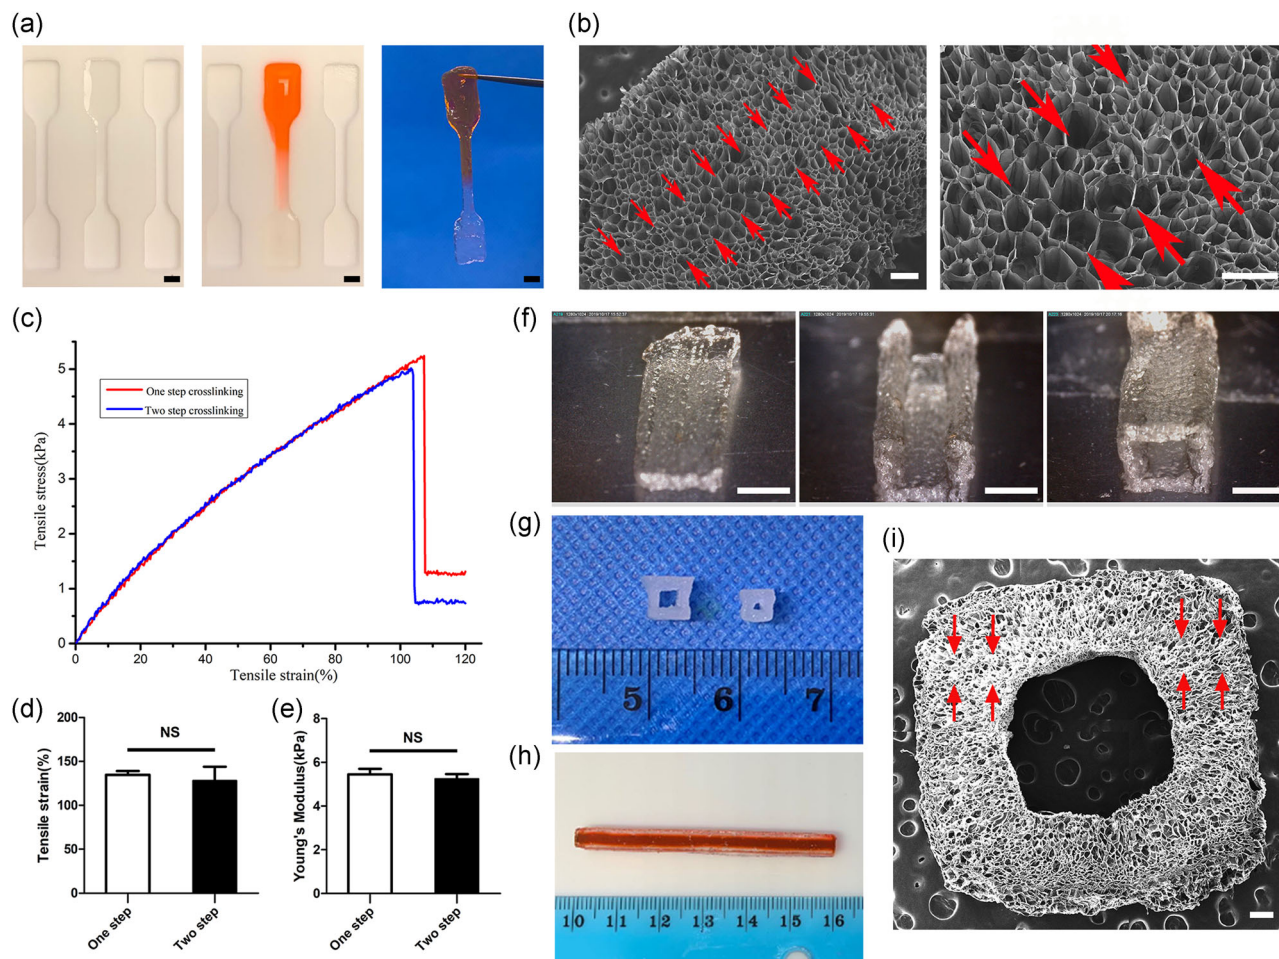 (a)
(b)
(c)
5
4
3
2
1
0
Tensile stress(kPa)
One step crosslinking
Two step crosslinking
0 20 40 60 80 100 120
Tensile strain(%)
(d)
200
150
100
50
0
Tensile strain(%)
NS
One step
Two step
(e)
8
6
4
2
0
Young's Modulus(kPa)
NS
One step
Two step
(f)
(g)
5 6 7
(h)
10 11 12 13 14 15 16
(i)